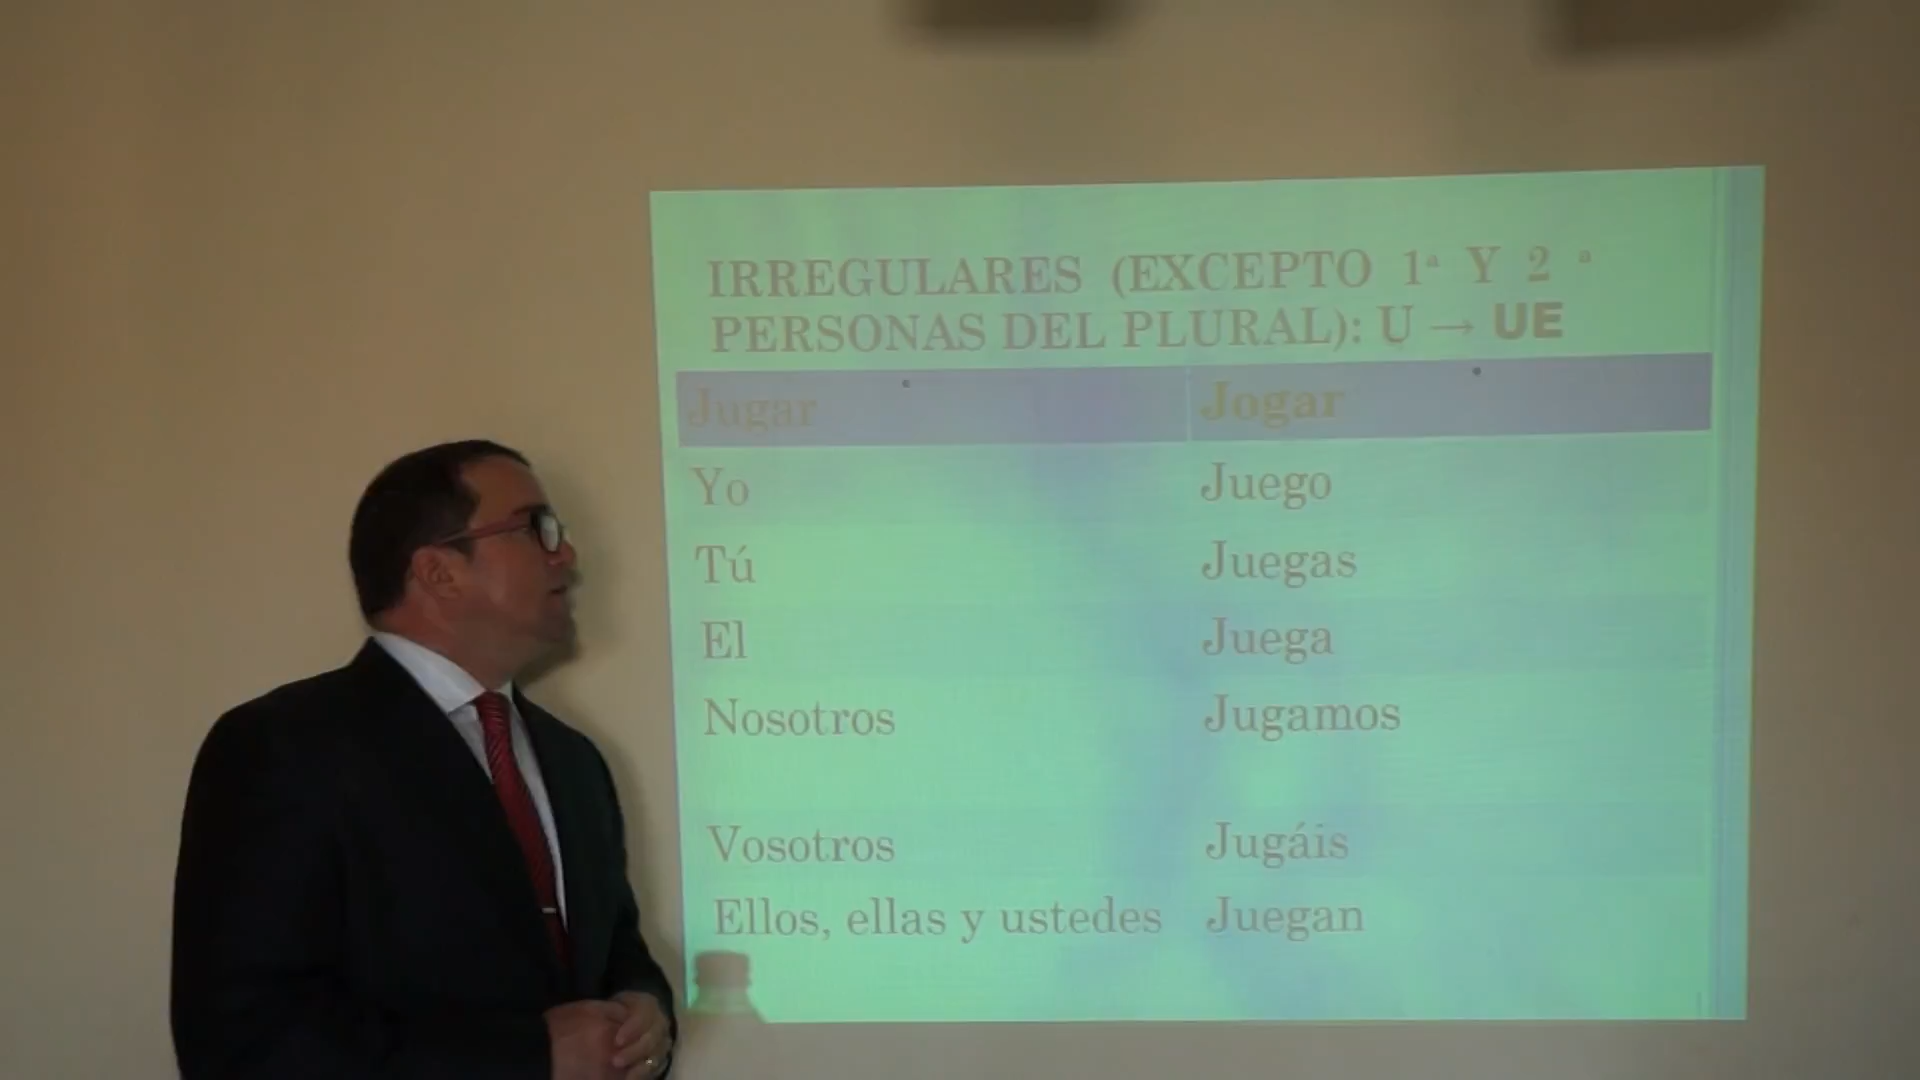 IRREGULARES (EXCEPTO 1ª Y 2 ª
PERSONAS DEL PLURAL): U → UE
Jugar Jogar
Yo Juego
Tú Juegas
El Juega
Nosotros Jugamos
Vosotros Jugáis
Ellos, ellas y ustedes Juegan